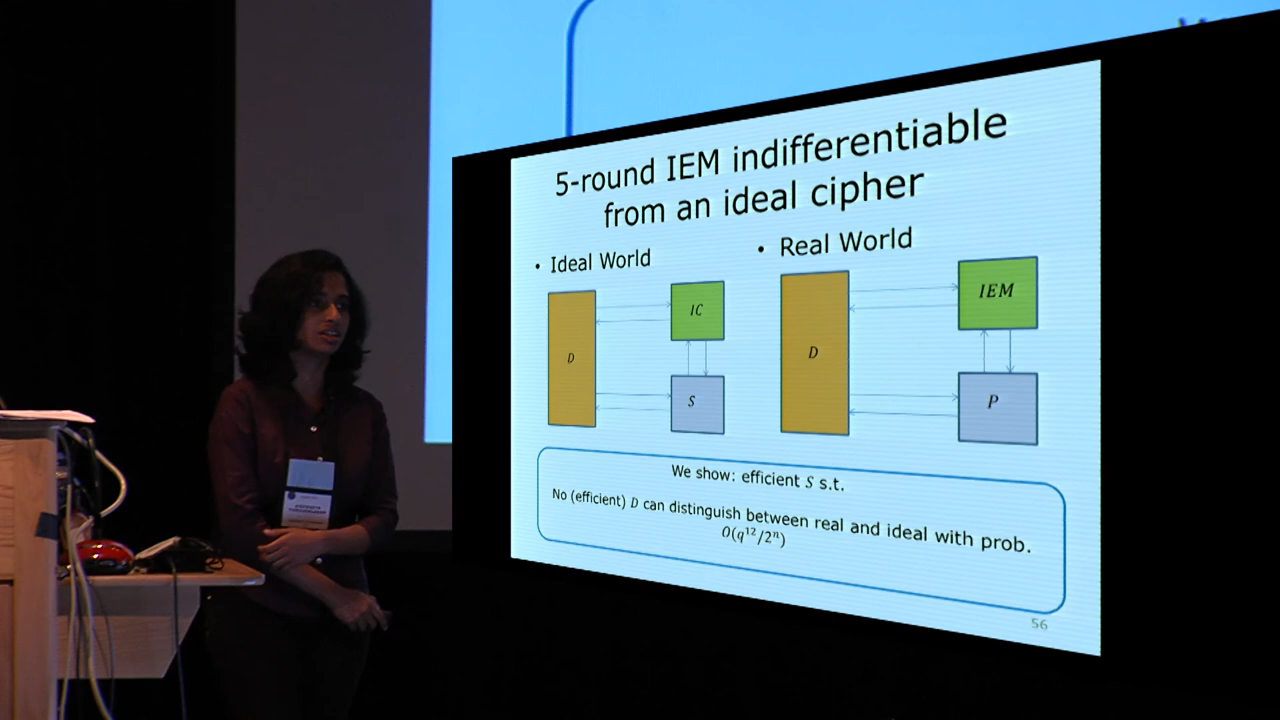 5-round IEM indifferentiable
from an ideal cipher
• Ideal World
• Real World
D
IC
S
D
IEM
P
We show: efficient S s.t.
No (efficient) D can distinguish between real and ideal with prob.
O(q¹²/2ⁿ)
56